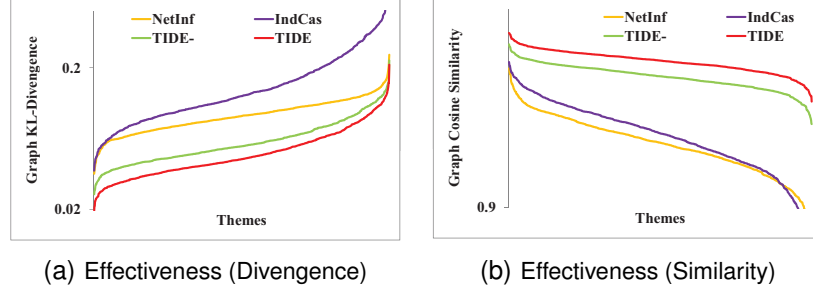 NetInf
IndCas
TIDE-
TIDE
0.2
Graph KL-Divergence
0.02
Themes
(a) Effectiveness (Divergence)
NetInf
IndCas
TIDE-
TIDE
Graph Cosine Similarity
0.9
Themes
(b) Effectiveness (Similarity)